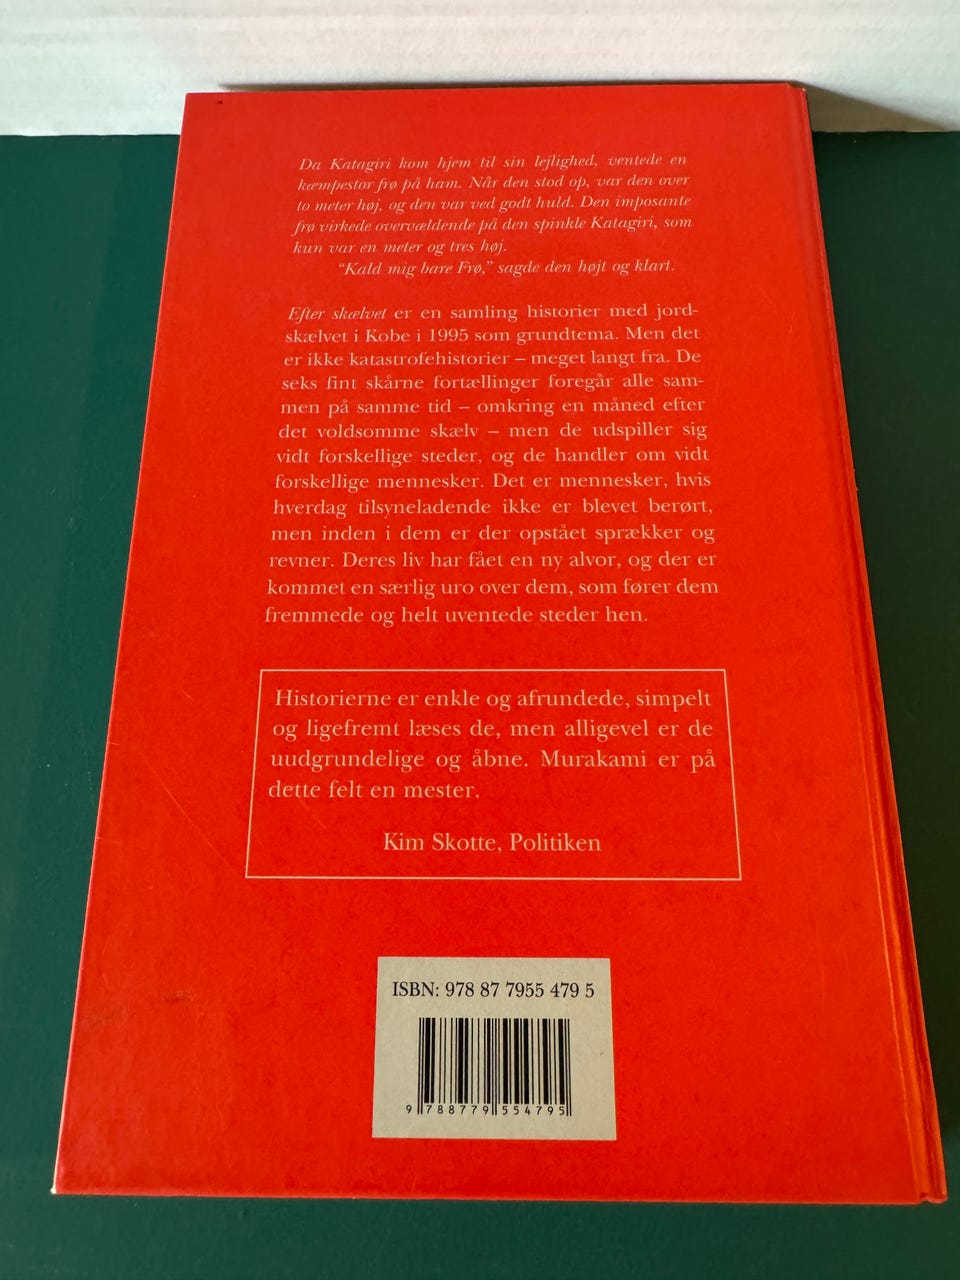 Da Katagiri kom hjem til sin lejlighed, ventede en
kæmpestor frø på ham. Når den stod op, var den over
to meter høj, og den var ved godt huld. Den imposante
frø virkede overvældende på den spinkle Katagiri, som
kun var en meter og tres høj.
"Kald mig bare Frø," sagde den højt og klart.
Efter skælvet er en samling historier med jord-
skælvet i Kobe i 1995 som grundtema. Men det
er ikke katastrofehistorier – meget langt fra. De
seks fint skårne fortællinger foregår alle sam-
men på samme tid – omkring en måned efter
det voldsomme skælv – men de udspiller sig
vidt forskellige steder, og de handler om vidt
forskellige mennesker. Det er mennesker, hvis
hverdag tilsyneladende ikke er blevet berørt,
men inden i dem er der opstået sprækker og
revner. Deres liv har fået en ny alvor, og der er
kommet en særlig uro over dem, som fører dem
fremmede og helt uventede steder hen.
Historierne er enkle og afrundede, simpelt
og ligefremt læses de, men alligevel er de
uudgrundelige og åbne. Murakami er på
dette felt en mester.
Kim Skotte, Politiken
ISBN: 978 87 7955 479 5
9 788779 554795